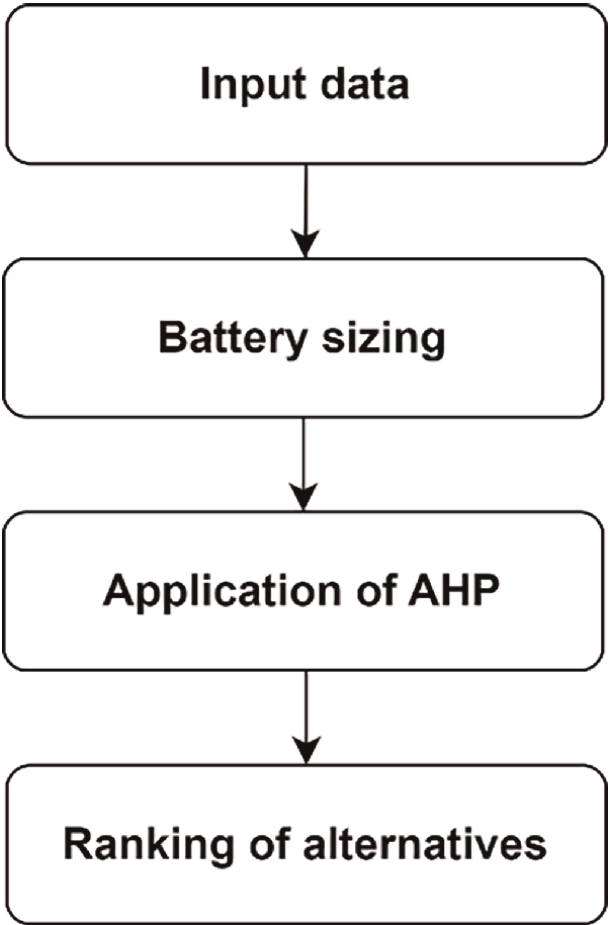 Input data
Battery sizing
Application of AHP
Ranking of alternatives